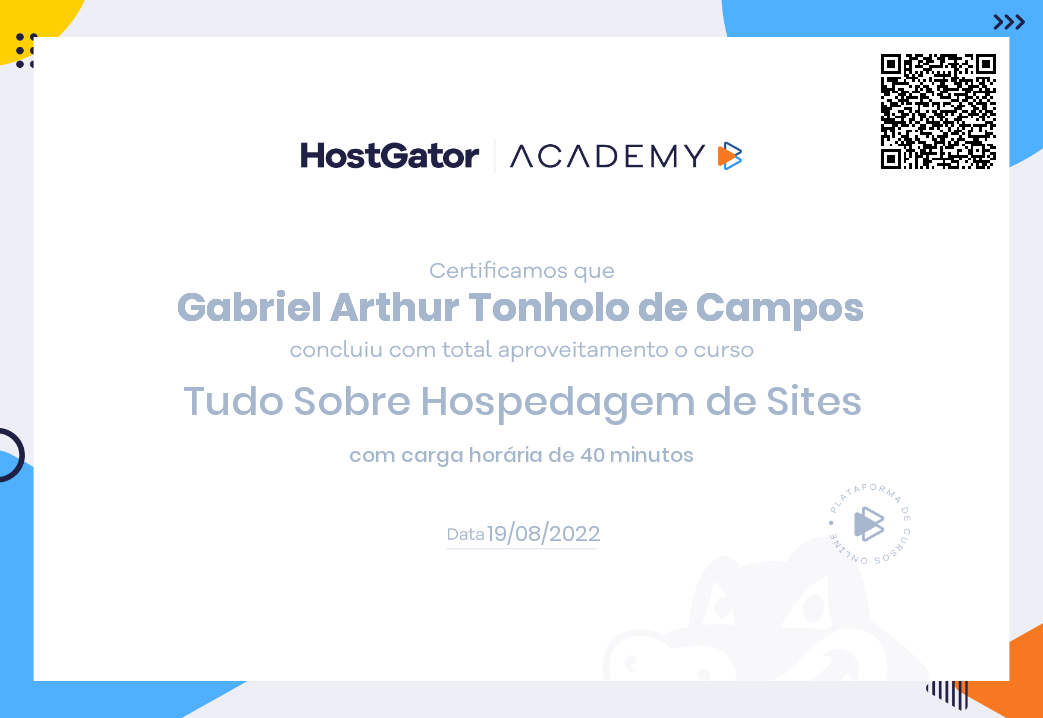 HostGator ACADEMY
Certificamos que
Gabriel Arthur Tonholo de Campos
concluiu com total aproveitamento o curso
Tudo Sobre Hospedagem de Sites
com carga horária de 40 minutos
Data 19/08/2022
PLATAFORMA DE CURSOS ONLINE